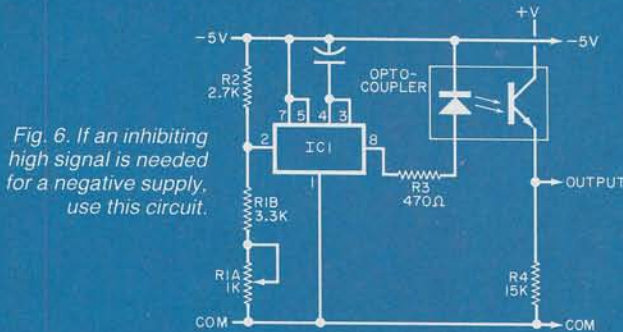 Fig. 6. If an inhibiting
high signal is needed
for a negative supply,
use this circuit.
+V
-5V
-5V
R2
2.7K
OPTO-
COUPLER
7 5 4 3
2
IC1
8
1
R3
470Ω
OUTPUT
R1B
3.3K
R1A
1K
R4
15K
COM
COM